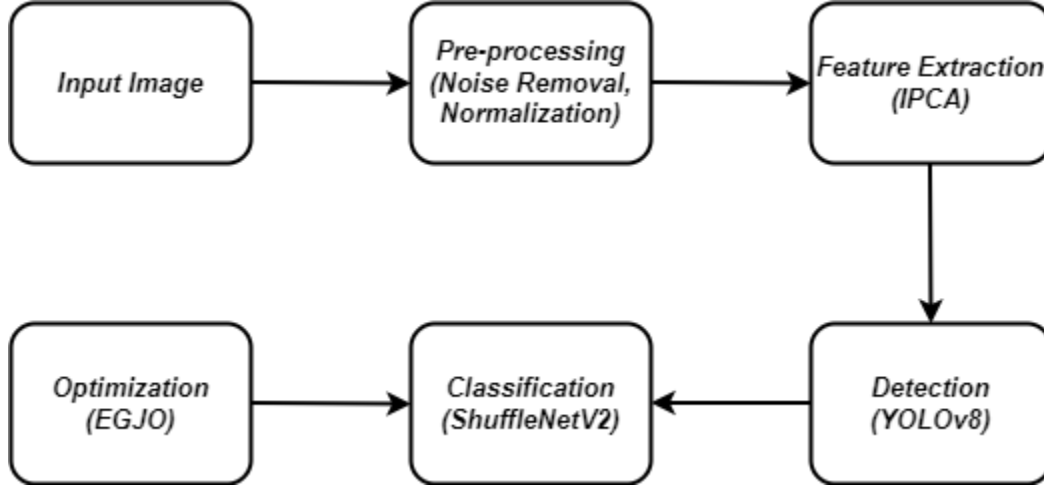 Input Image
Pre-processing
(Noise Removal,
Normalization)
Feature Extraction
(IPCA)
Optimization
(EGJO)
Classification
(ShuffleNetV2)
Detection
(YOLOv8)